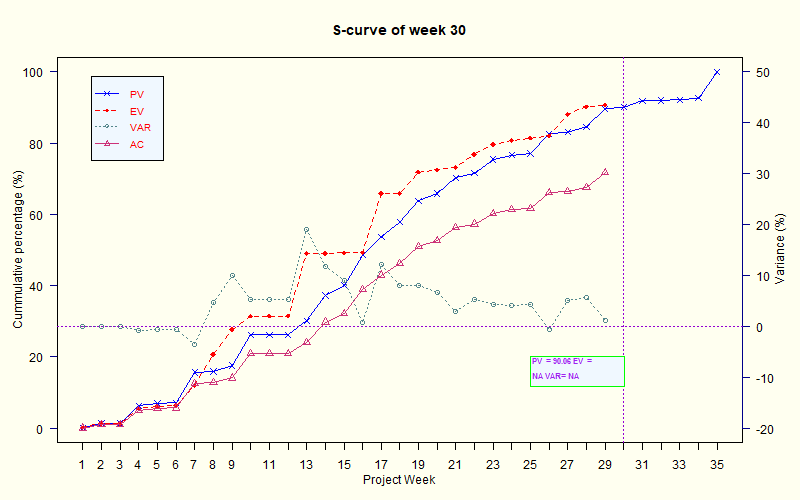 S-curve of week 30
PV
EV
VAR
AC
Cummulative percentage (%)
100
80
60
40
20
0
50
40
30
20
10
0
-10
-20
Variance (%)
PV = 90.06 EV =
NA VAR= NA
1 2 3 4 5 6 7 8 9 11 13 15 17 19 21 23 25 27 29 31 33 35
Project Week